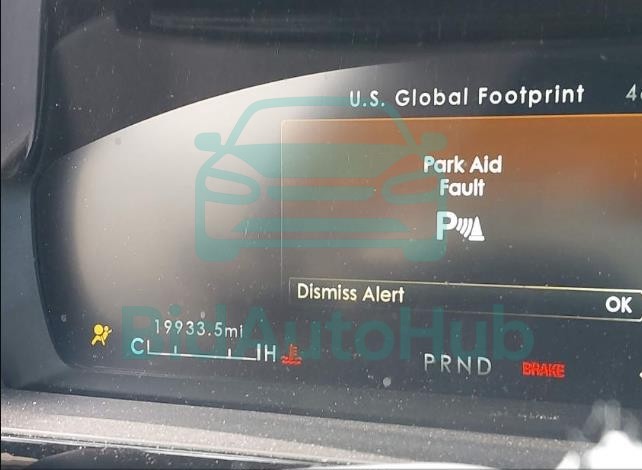 U.S. Global Footprint
Park Aid
Fault
P
Dismiss Alert
OK
19933.5mi
BidAutoHub
C H
PRND
BRAKE